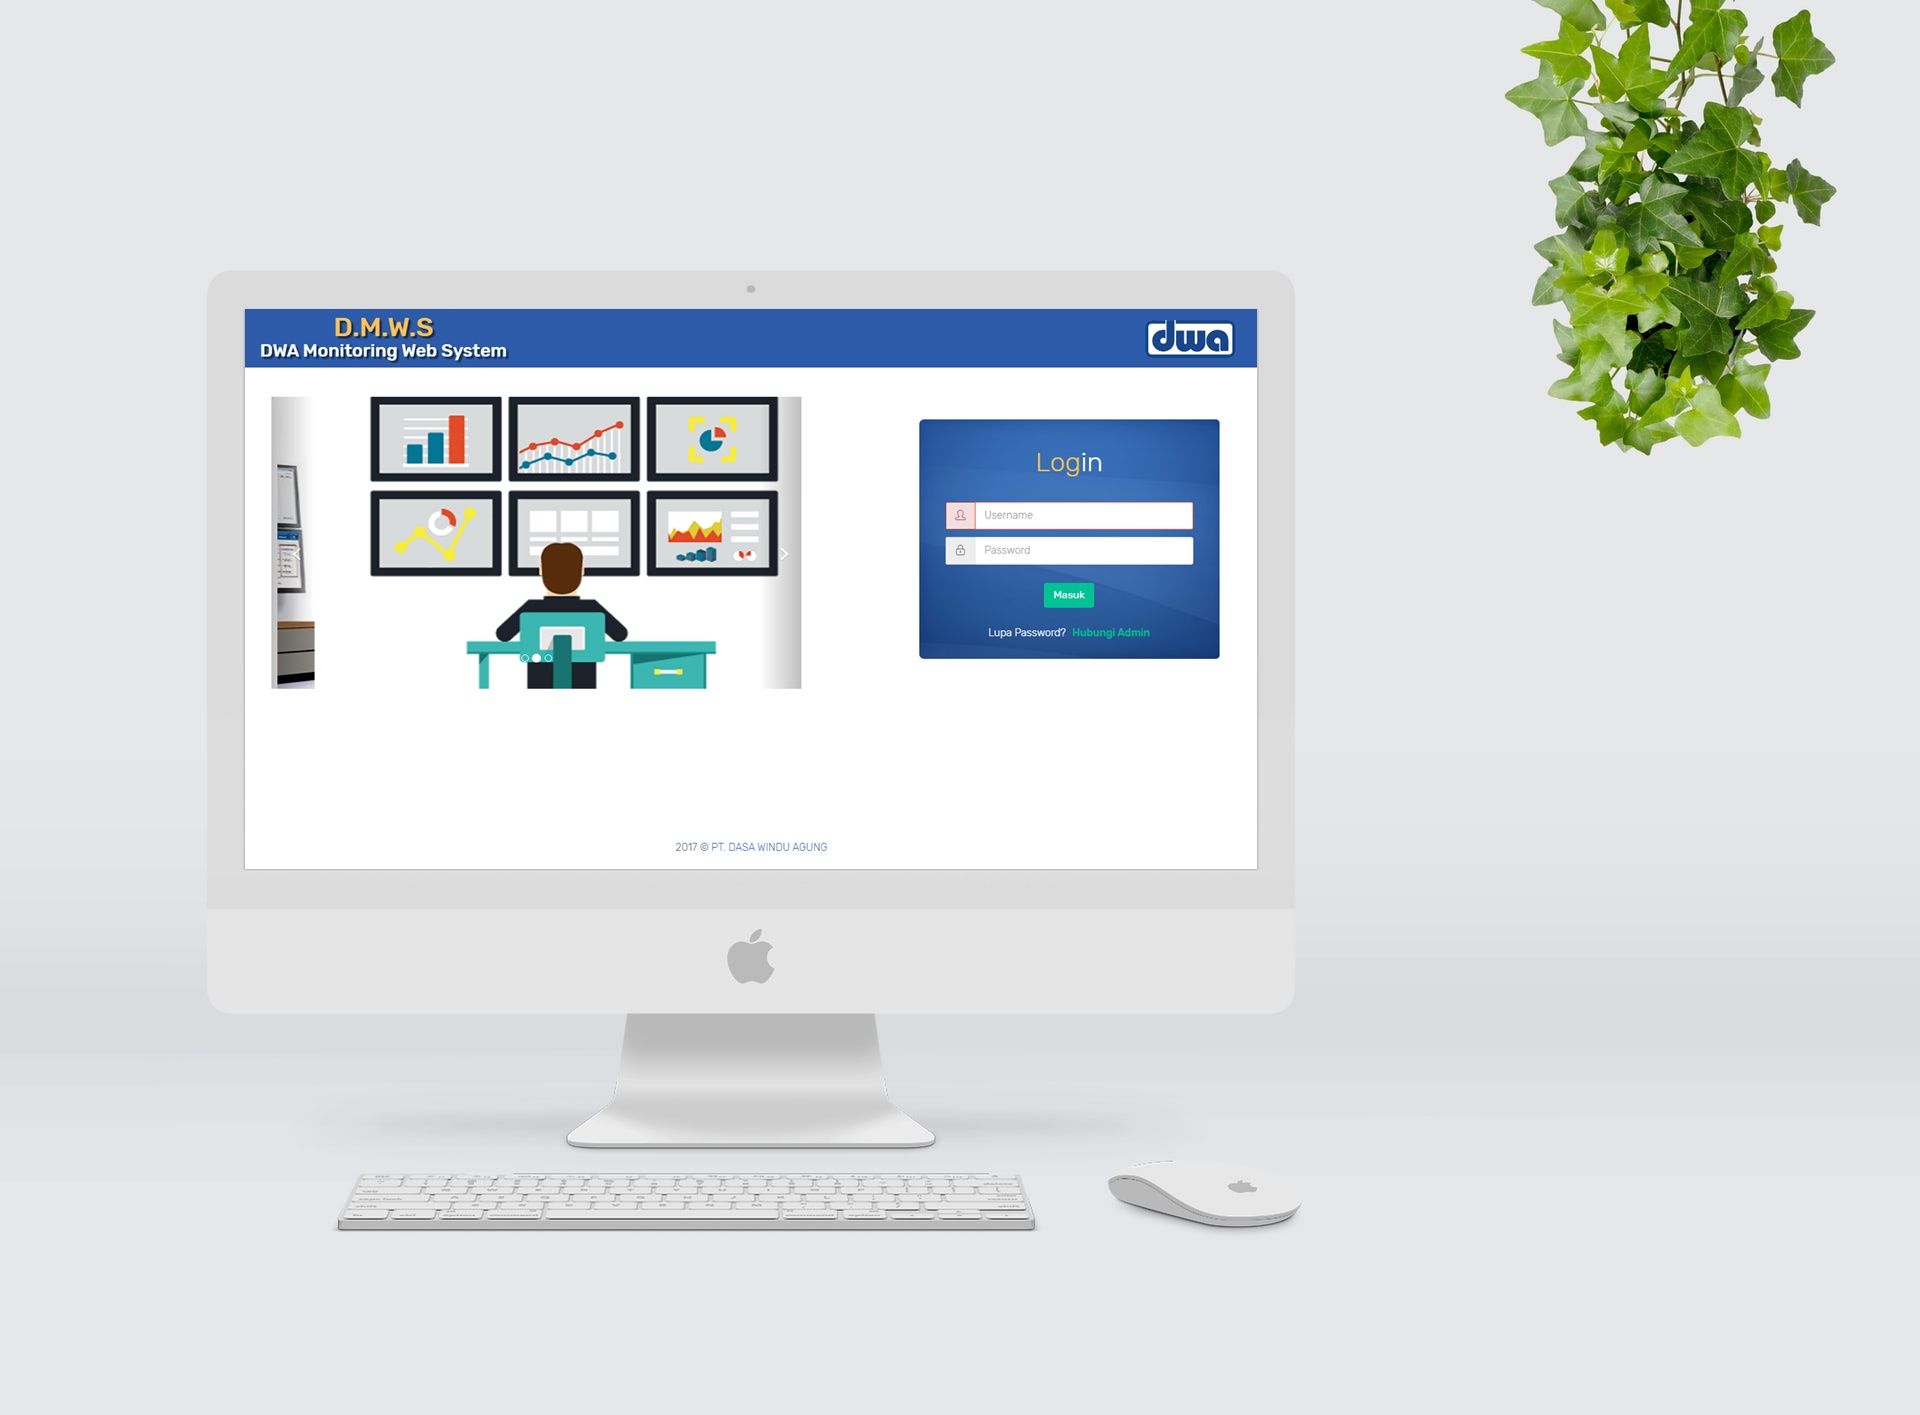 D.M.W.S
DWA Monitoring Web System
dwa
Login
Username
Password
Masuk
Lupa Password? Hubungi Admin
2017 © PT. DASA WINDU AGUNG